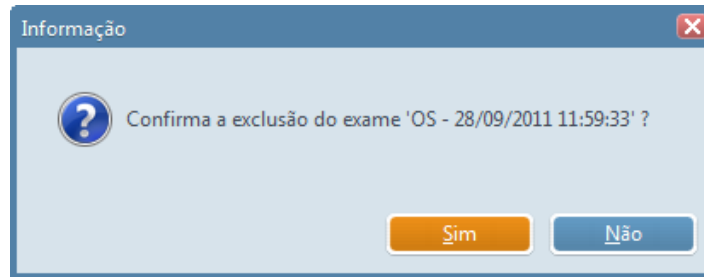 Informação
Confirma a exclusão do exame 'OS - 28/09/2011 11:59:33' ?
Sim
Não